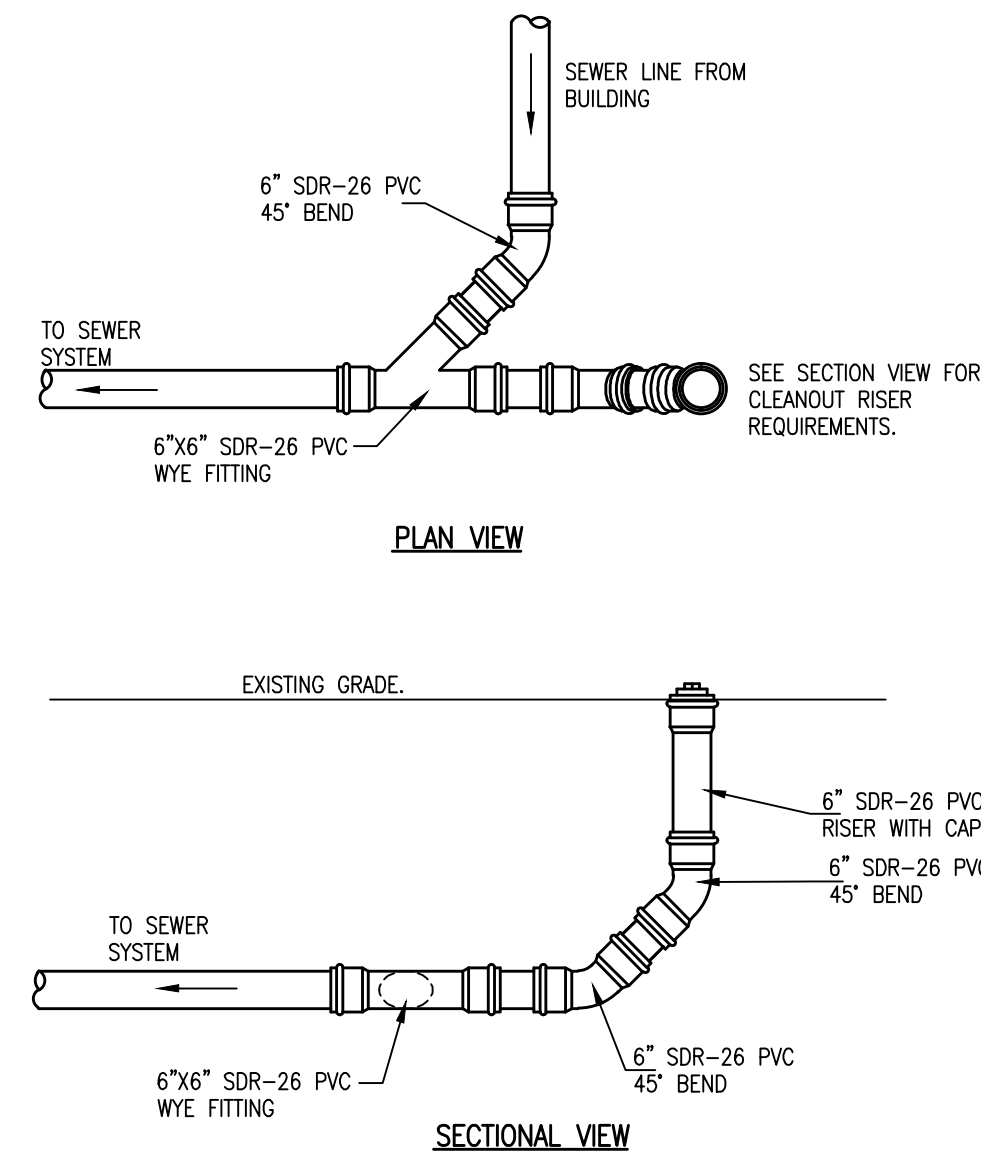 SEWER LINE FROM
BUILDING
6” SDR–26 PVC
45° BEND
TO SEWER
SYSTEM
SEE SECTION VIEW FOR
CLEANOUT RISER
REQUIREMENTS.
6”X6” SDR–26 PVC
WYE FITTING
PLAN VIEW
EXISTING GRADE.
6” SDR–26 PVC
RISER WITH CAP
6” SDR–26 PVC
45° BEND
TO SEWER
SYSTEM
6” SDR–26 PVC
45° BEND
6”X6” SDR–26 PVC
WYE FITTING
SECTIONAL VIEW